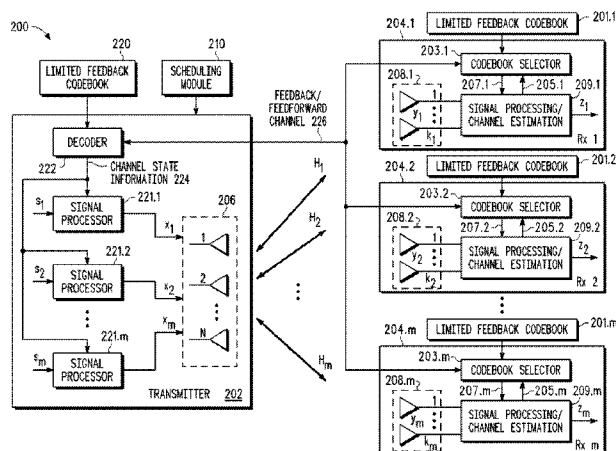 200
220
LIMITED FEEDBACK
CODEBOOK
210
SCHEDULING
MODULE
DECODER
222
CHANNEL STATE
INFORMATION 224
FEEDBACK/
FEEDFORWARD
CHANNEL 226
221.1
s1
SIGNAL
PROCESSOR
x1
206
1
221.2
s2
SIGNAL
PROCESSOR
x2
2
221.m
sm
SIGNAL
PROCESSOR
xm
N
TRANSMITTER 202
H1
H2
Hm
204.1
LIMITED FEEDBACK CODEBOOK
201.1
203.1
CODEBOOK SELECTOR
208.1
207.1
205.1
209.1
1
y1
k1
SIGNAL PROCESSING/
CHANNEL ESTIMATION
z1
Rx 1
204.2
LIMITED FEEDBACK CODEBOOK
201.2
203.2
CODEBOOK SELECTOR
208.2
207.2
205.2
209.2
1
y2
k2
SIGNAL PROCESSING/
CHANNEL ESTIMATION
z2
Rx 2
204.m
LIMITED FEEDBACK CODEBOOK
201.m
203.m
CODEBOOK SELECTOR
208.m
207.m
205.m
209.m
1
ym
km
SIGNAL PROCESSING/
CHANNEL ESTIMATION
zm
Rx m